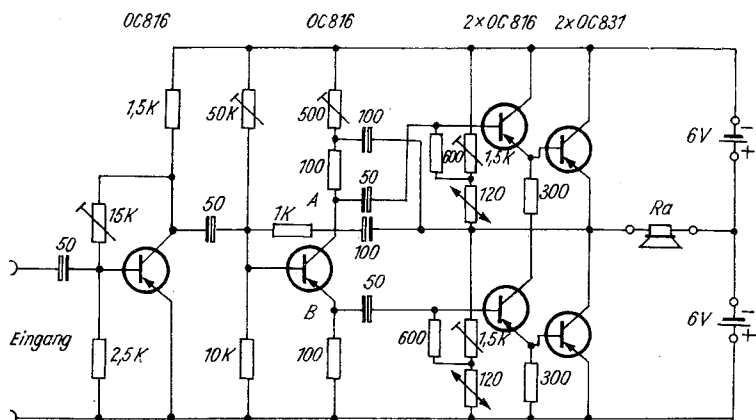 OC816
OC816
2×OC816
2×OC831
1,5K
50K
500
100
100
600
1,5K
120
300
6V
-
+
A
50
15K
50
50
1K
100
Ra
B
50
Eingang
2,5K
10K
100
600
1,5K
120
300
6V
-
+